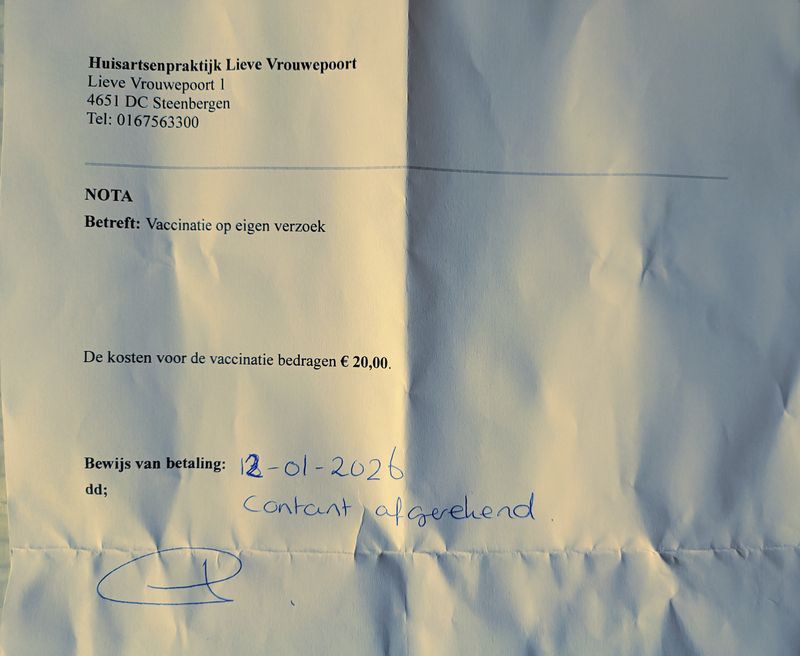 Huisartsenpraktijk Lieve Vrouwepoort
Lieve Vrouwepoort 1
4651 DC Steenbergen
Tel: 0167563300
NOTA
Betreft: Vaccinatie op eigen verzoek
De kosten voor de vaccinatie bedragen € 20,00.
Bewijs van betaling: 12-01-2026
dd;
Contant afgerekend.